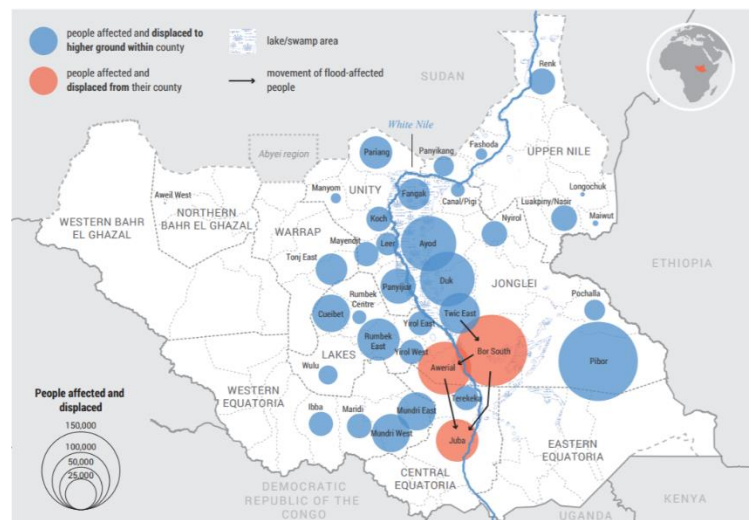 people affected and displaced to
higher ground within county
people affected and
displaced from their county
lake/swamp area
movement of flood-affected
people
SUDAN
Renk
White Nile
Abyei region
Pariang
Panyikang
Fashoda
UPPER NILE
Aweil West
Manyom
UNITY
Fangak
Canal/Pigi
Longochuk
Luakpiny/Nasir
Maiwut
WESTERN BAHR
EL GHAZAL
NORTHERN
BAHR EL GHAZAL
WARRAP
Koch
Nyirol
Mayendit
Leer
Ayod
Tonj East
ETHIOPIA
JONGLEI
Panyijiar
Duk
Rumbek
Centre
Cueibet
Twic East
Pochalla
Yirol East
Rumbek
East
Yirol West
Bor South
Pibor
LAKES
Wulu
Awerial
WESTERN
EQUATORIA
Terekeka
Ibba
Maridi
Mundri East
Mundri West
Juba
EASTERN
EQUATORIA
CENTRAL
EQUATORIA
People affected and
displaced
150,000
100,000
50,000
25,000
DEMOCRATIC
REPUBLIC OF THE
CONGO
UGANDA
KENYA